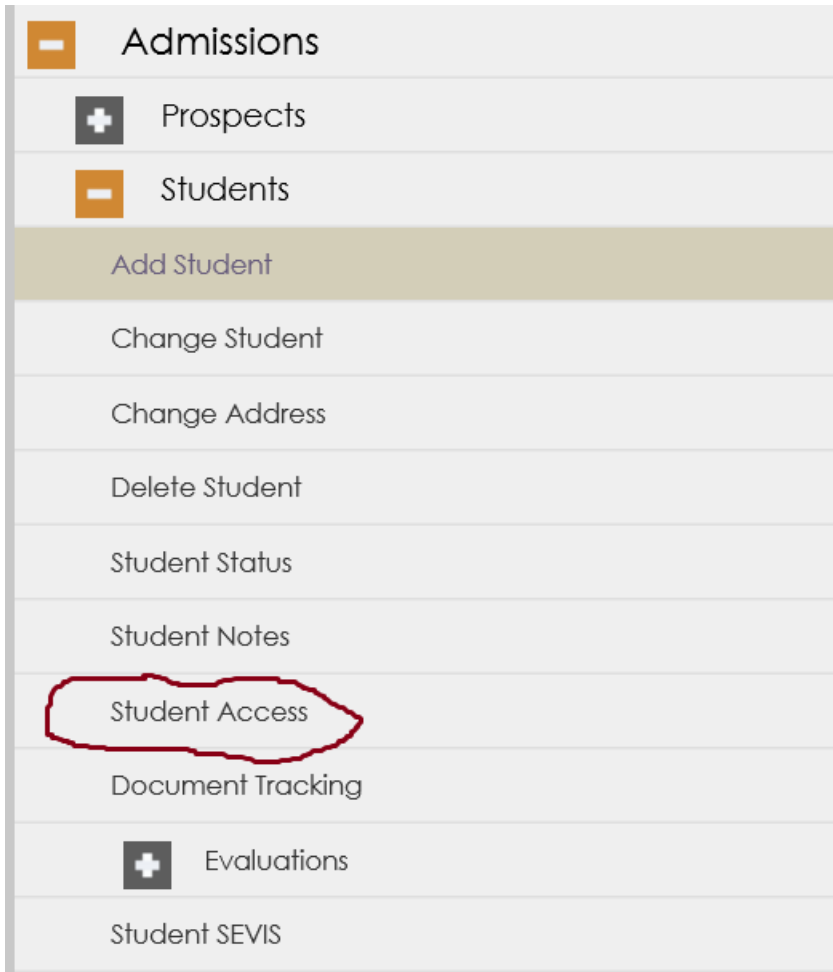 Admissions
Prospects
Students
Add Student
Change Student
Change Address
Delete Student
Student Status
Student Notes
Student Access
Document Tracking
Evaluations
Student SEVIS